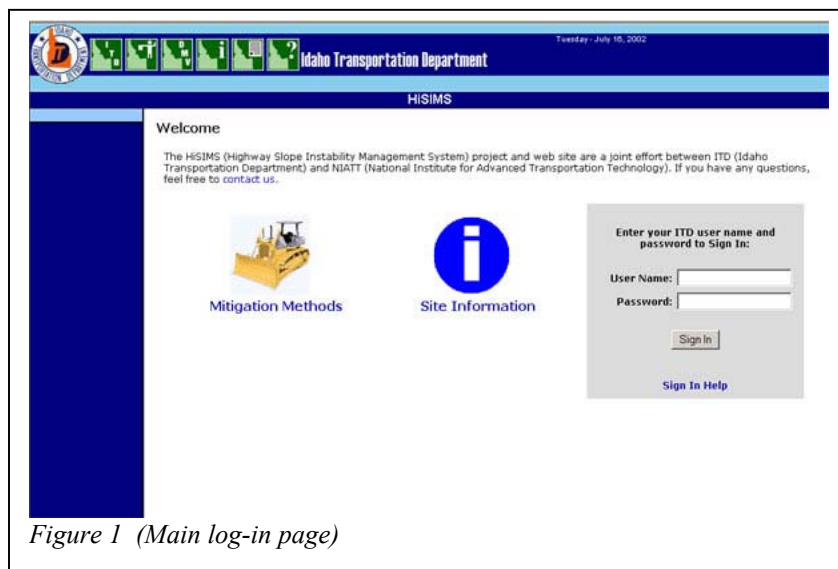 Tuesday - July 16, 2002
Idaho Transportation Department
HiSIMS
Welcome
The HiSIMS (Highway Slope Instability Management System) project and web site are a joint effort between ITD (Idaho
Transportation Department) and NIATT (National Institute for Advanced Transportation Technology). If you have any questions,
feel free to contact us.
Mitigation Methods
Site Information
Enter your ITD user name and
password to Sign In:
User Name:
Password:
Sign In
Sign In Help
Figure 1 (Main log-in page)